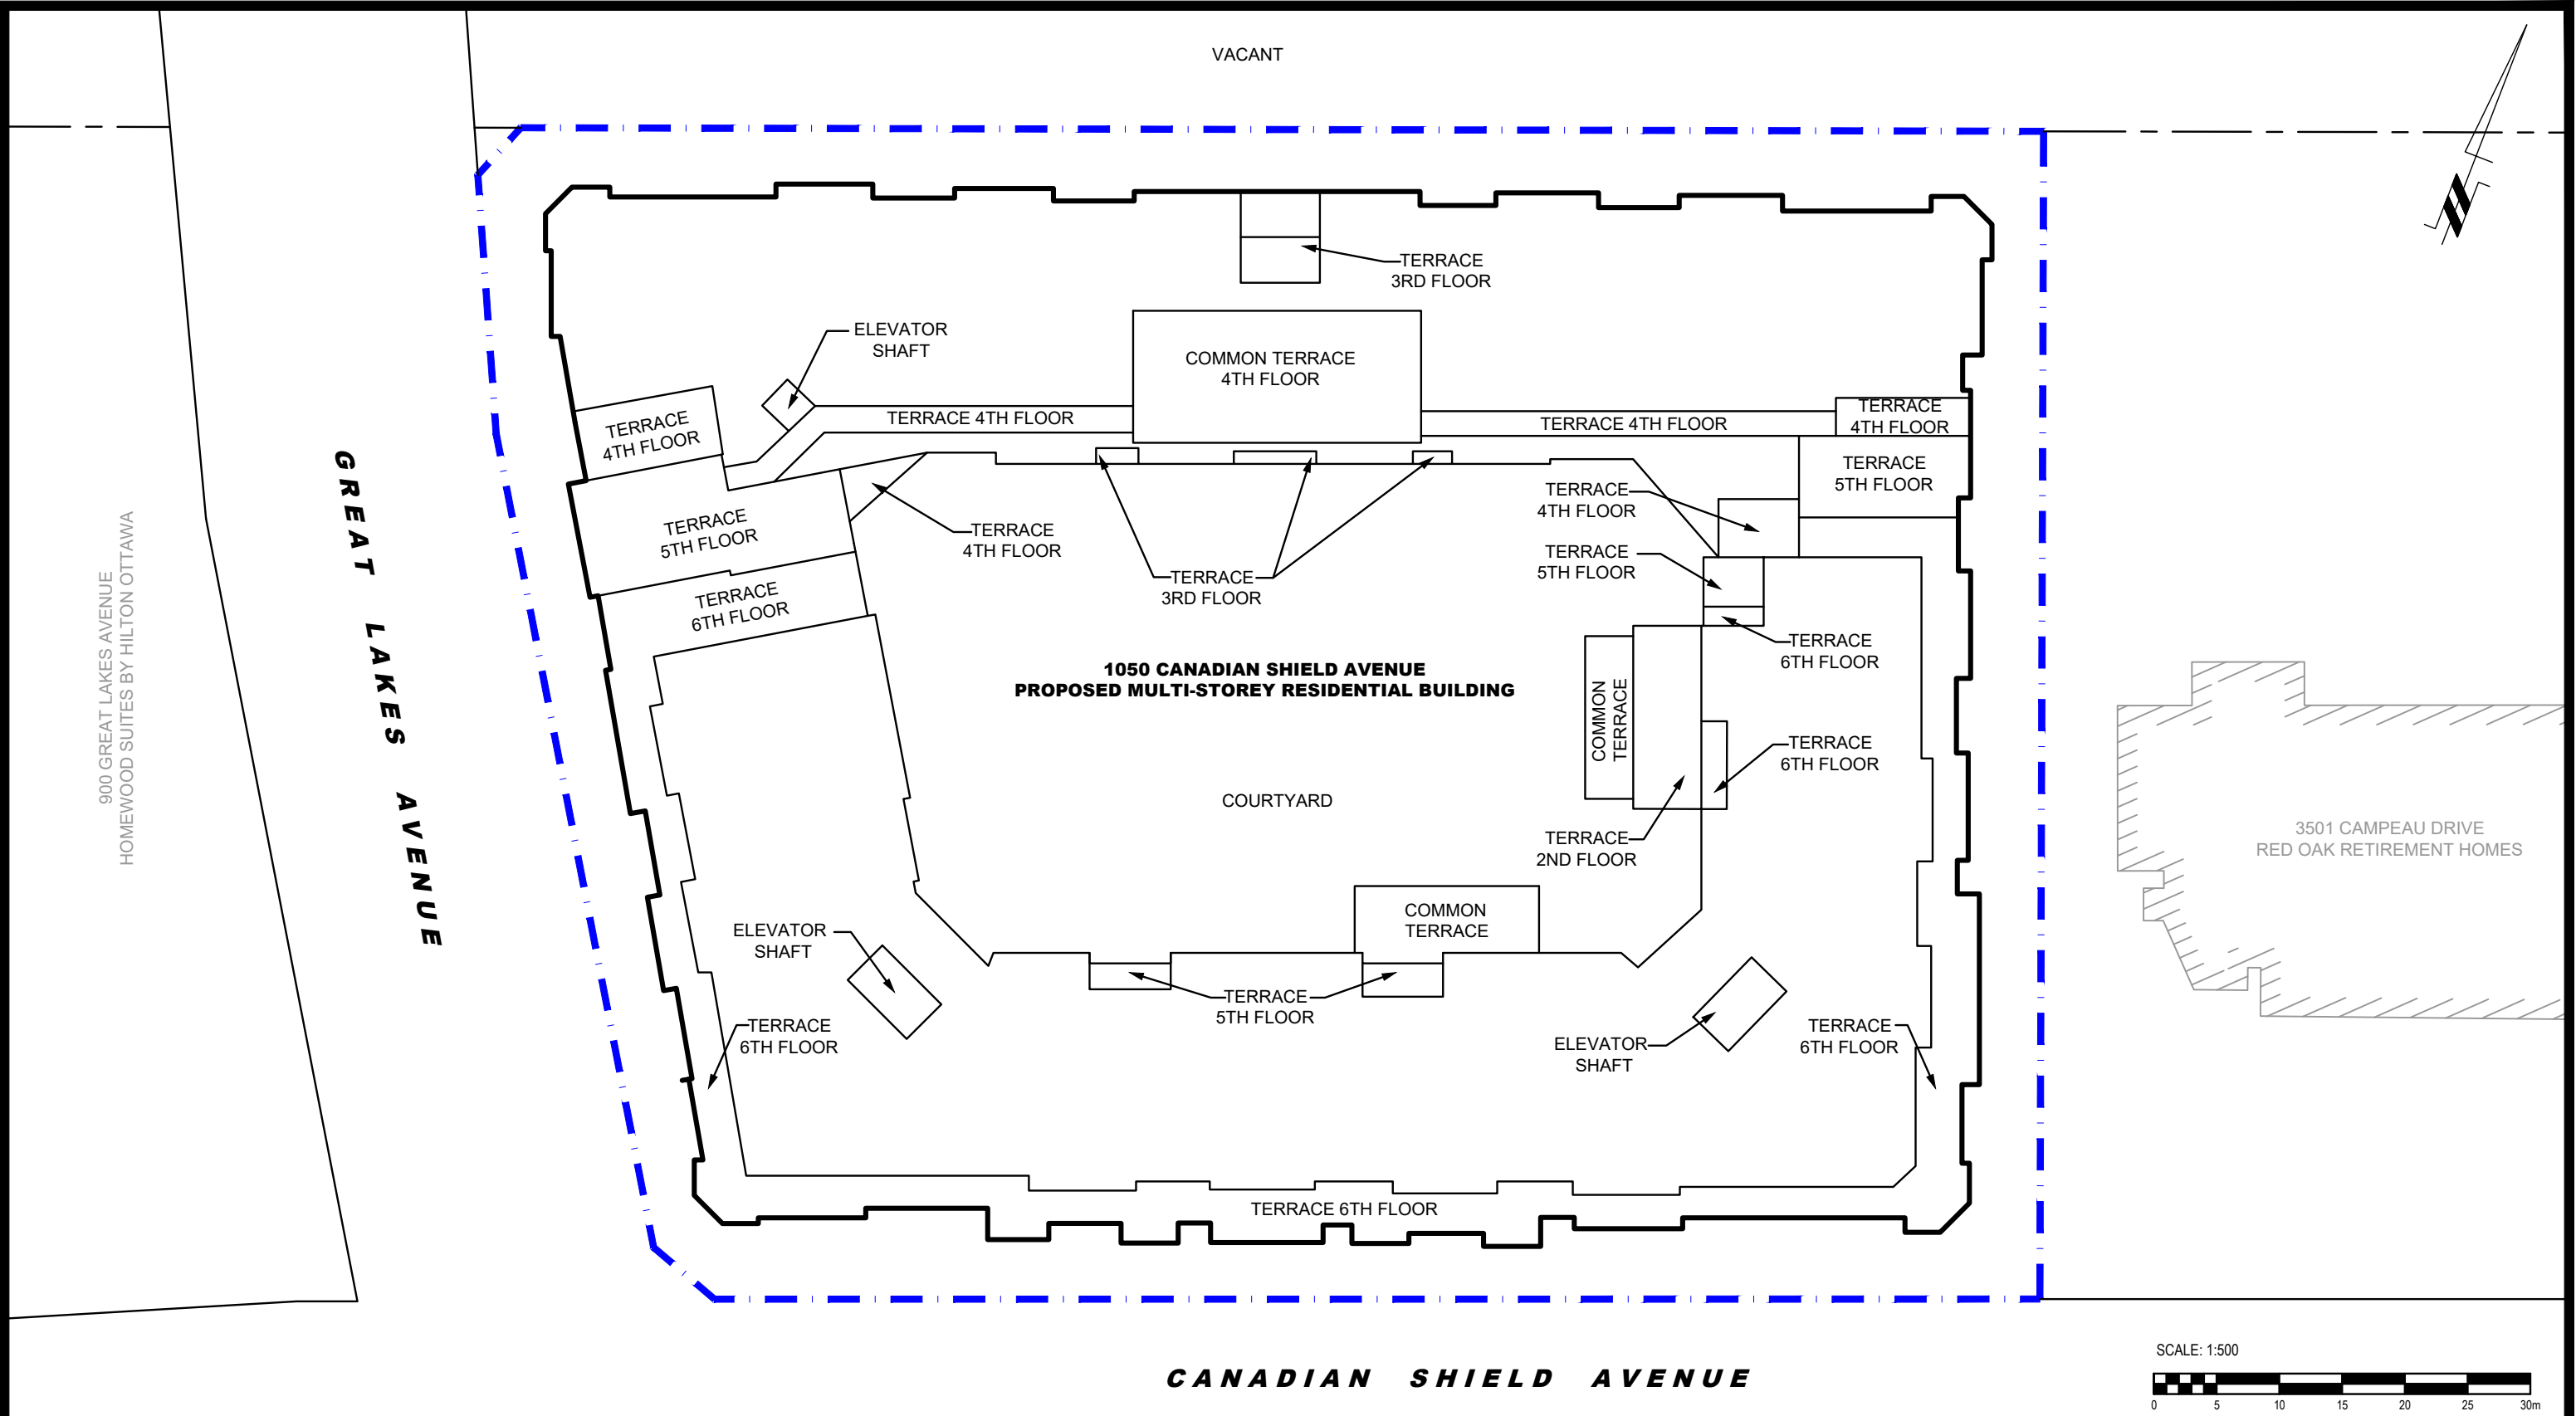 VACANT
TERRACE
3RD FLOOR
ELEVATOR
SHAFT
COMMON TERRACE
4TH FLOOR
TERRACE
4TH FLOOR
TERRACE 4TH FLOOR
TERRACE 4TH FLOOR
TERRACE
4TH FLOOR
TERRACE
5TH FLOOR
TERRACE
4TH FLOOR
TERRACE
5TH FLOOR
TERRACE
4TH FLOOR
TERRACE
5TH FLOOR
TERRACE
3RD FLOOR
TERRACE
6TH FLOOR
TERRACE
6TH FLOOR
1050 CANADIAN SHIELD AVENUE
PROPOSED MULTI-STOREY RESIDENTIAL BUILDING
COMMON
TERRACE
TERRACE
6TH FLOOR
COURTYARD
TERRACE
2ND FLOOR
900 GREAT LAKES AVENUE
HOMEWOOD SUITES BY HILTON OTTAWA
GREAT LAKES AVENUE
3501 CAMPEAU DRIVE
RED OAK RETIREMENT HOMES
COMMON
TERRACE
ELEVATOR
SHAFT
TERRACE
5TH FLOOR
TERRACE
6TH FLOOR
ELEVATOR
SHAFT
TERRACE
6TH FLOOR
TERRACE 6TH FLOOR
CANADIAN SHIELD AVENUE
SCALE: 1:500
0 5 10 15 20 25 30m